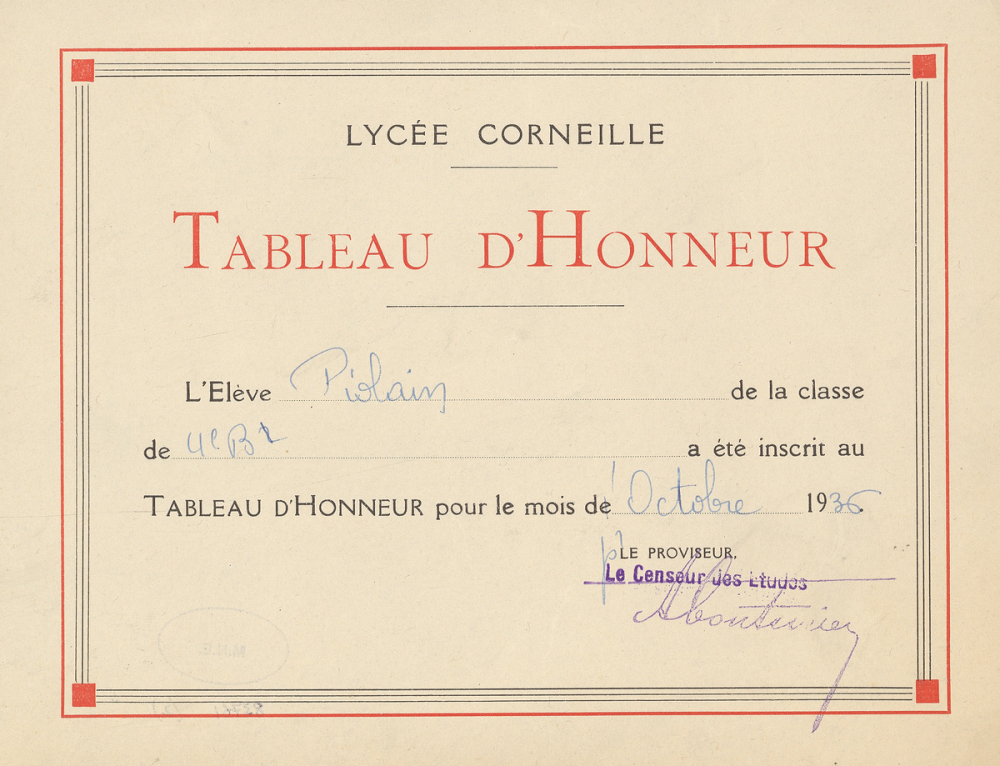 LYCÉE CORNEILLE
TABLEAU D'HONNEUR
L'Elève Piolain de la classe
de 4e B2 a été inscrit au
TABLEAU D'HONNEUR pour le mois de d'Octobre 1936.
pr LE PROVISEUR,
Le Censeur des Etudes